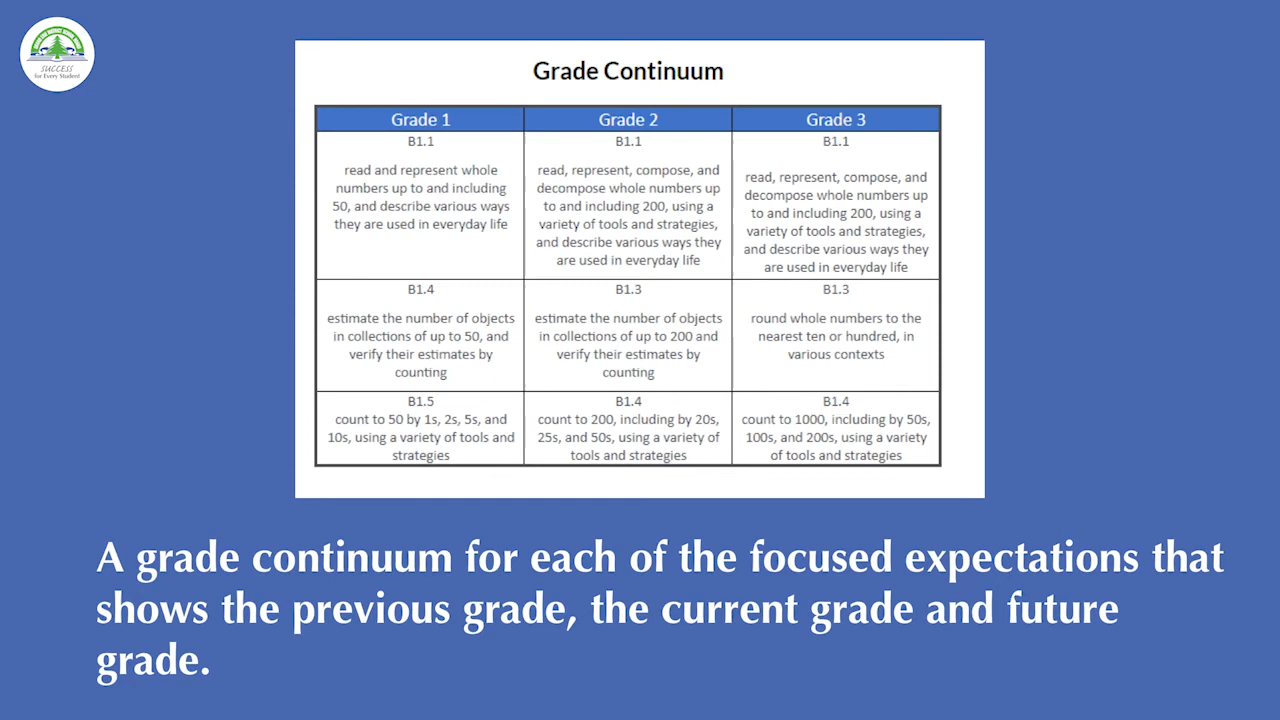 SUCCESS
for Every Student
Grade Continuum
Grade 1
Grade 2
Grade 3
B1.1
read and represent whole
numbers up to and including
50, and describe various ways
they are used in everyday life
B1.1
read, represent, compose, and
decompose whole numbers up
to and including 200, using a
variety of tools and strategies,
and describe various ways they
are used in everyday life
B1.1
read, represent, compose, and
decompose whole numbers up
to and including 200, using a
variety of tools and strategies,
and describe various ways they
are used in everyday life
B1.4
estimate the number of objects
in collections of up to 50, and
verify their estimates by
counting
B1.3
estimate the number of objects
in collections of up to 200 and
verify their estimates by
counting
B1.3
round whole numbers to the
nearest ten or hundred, in
various contexts
B1.5
count to 50 by 1s, 2s, 5s, and
10s, using a variety of tools and
strategies
B1.4
count to 200, including by 20s,
25s, and 50s, using a variety of
tools and strategies
B1.4
count to 1000, including by 50s,
100s, and 200s, using a variety
of tools and strategies
A grade continuum for each of the focused expectations that
shows the previous grade, the current grade and future
grade.